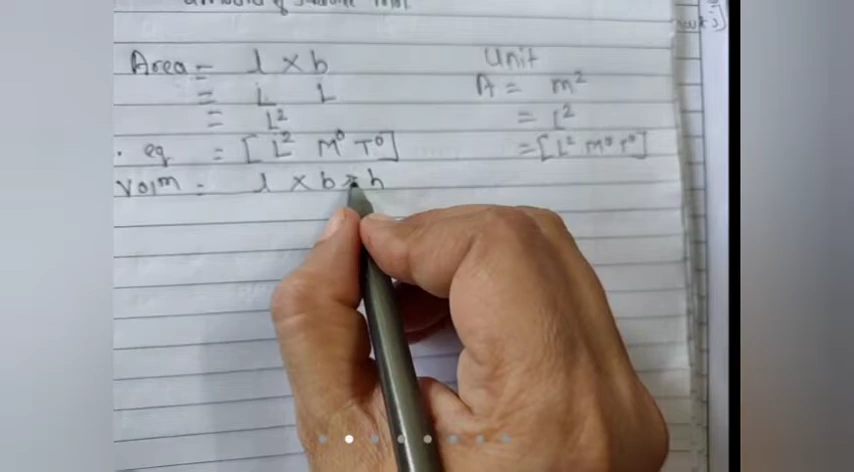 Area = l × b
= L L
= L²
. eq = [L² M⁰ T⁰]
Volm = l × b × h
Unit
A = m²
= L²
= [L² M⁰ T⁰]